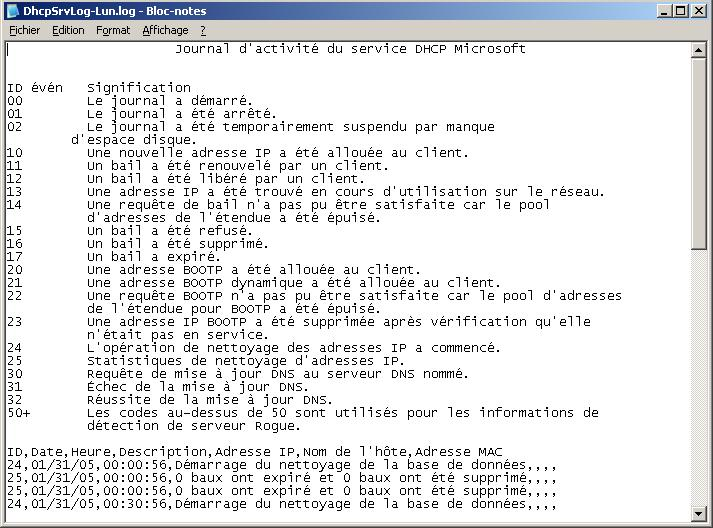 DhcpSrvLog-Lun.log - Bloc-notes
Fichier Edition Format Affichage ?
Journal d'activité du service DHCP Microsoft
ID évén Signification
00 Le journal a démarré.
01 Le journal a été arrêté.
02 Le journal a été temporairement suspendu par manque
d'espace disque.
10 Une nouvelle adresse IP a été allouée au client.
11 Un bail a été renouvelé par un client.
12 Un bail a été libéré par un client.
13 Une adresse IP a été trouvé en cours d'utilisation sur le réseau.
14 Une requête de bail n'a pas pu être satisfaite car le pool
d'adresses de l'étendue a été épuisé.
15 Un bail a été refusé.
16 Un bail a été supprimé.
17 Un bail a expiré.
20 Une adresse BOOTP a été allouée au client.
21 Une adresse BOOTP dynamique a été allouée au client.
22 Une requête BOOTP n'a pas pu être satisfaite car le pool d'adresses
de l'étendue pour BOOTP a été épuisé.
23 Une adresse IP BOOTP a été supprimée après vérification qu'elle
n'était pas en service.
24 L'opération de nettoyage des adresses IP a commencé.
25 Statistiques de nettoyage d'adresses IP.
30 Requête de mise à jour DNS au serveur DNS nommé.
31 Échec de la mise à jour DNS.
32 Réussite de la mise à jour DNS.
50+ Les codes au-dessus de 50 sont utilisés pour les informations de
détection de serveur Rogue.
ID,Date,Heure,Description,Adresse IP,Nom de l'hôte,Adresse MAC
24,01/31/05,00:00:56,Démarrage du nettoyage de la base de données,,,,
25,01/31/05,00:00:56,0 baux ont expiré et 0 baux ont été supprimé,,,,
25,01/31/05,00:00:56,0 baux ont expiré et 0 baux ont été supprimé,,,,
24,01/31/05,00:30:56,Démarrage du nettoyage de la base de données,,,,